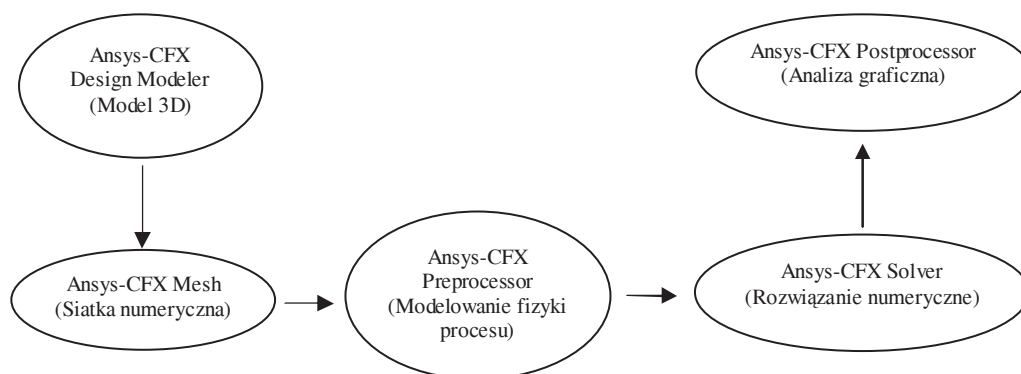 Ansys-CFX
Design Modeler
(Model 3D)
Ansys-CFX Mesh
(Siatka numeryczna)
Ansys-CFX
Preprocessor
(Modelowanie fizyki
procesu)
Ansys-CFX Solver
(Rozwiązanie numeryczne)
Ansys-CFX Postprocessor
(Analiza graficzna)